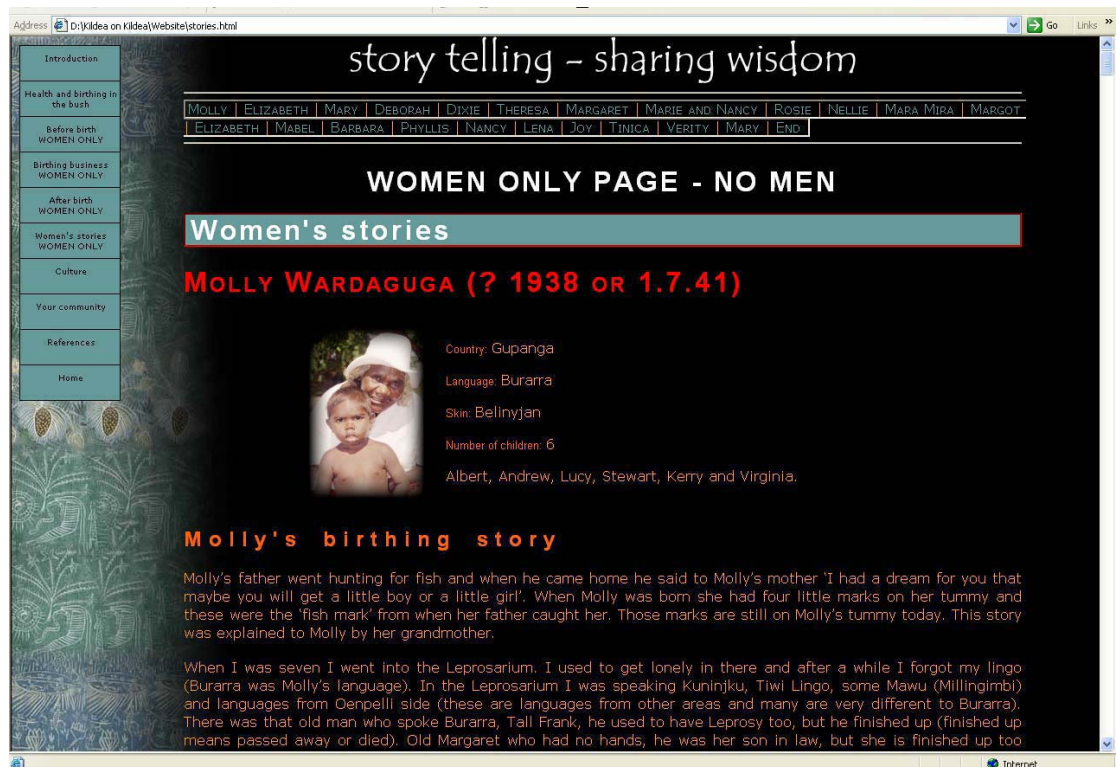 Address D:\Kildea on Kildea\Website\stories.html Go Links »
Introduction
Health and birthing in
the bush
Before birth
WOMEN ONLY
Birthing business
WOMEN ONLY
After birth
WOMEN ONLY
Women's stories
WOMEN ONLY
Culture
Your community
References
Home
story telling – sharing wisdom
MOLLY | ELIZABETH | MARY | DEBORAH | DIXIE | THERESA | MARGARET | MARIE AND NANCY | ROSIE | NELLIE | MARA MIRA | MARGOT
| ELIZABETH | MABEL | BARBARA | PHYLLIS | NANCY | LENA | JOY | TINICA | VERITY | MARY | END
WOMEN ONLY PAGE - NO MEN
Women's stories
MOLLY WARDAGUGA (? 1938 OR 1.7.41)
Country: Gupanga
Language: Burarra
Skin: Belinyjan
Number of children: 6
Albert, Andrew, Lucy, Stewart, Kerry and Virginia.
Molly's birthing story
Molly's father went hunting for fish and when he came home he said to Molly's mother 'I had a dream for you that
maybe you will get a little boy or a little girl'. When Molly was born she had four little marks on her tummy and
these were the 'fish mark' from when her father caught her. Those marks are still on Molly's tummy today. This story
was explained to Molly by her grandmother.
When I was seven I went into the Leprosarium. I used to get lonely in there and after a while I forgot my lingo
(Burarra was Molly's language). In the Leprosarium I was speaking Kuninjku, Tiwi Lingo, some Mawu (Millingimbi)
and languages from Oenpelli side (these are languages from other areas and many are very different to Burarra).
There was that old man who spoke Burarra, Tall Frank, he used to have Leprosy too, but he finished up (finished up
means passed away or died). Old Margaret who had no hands, he was her son in law, but she is finished up too
Internet